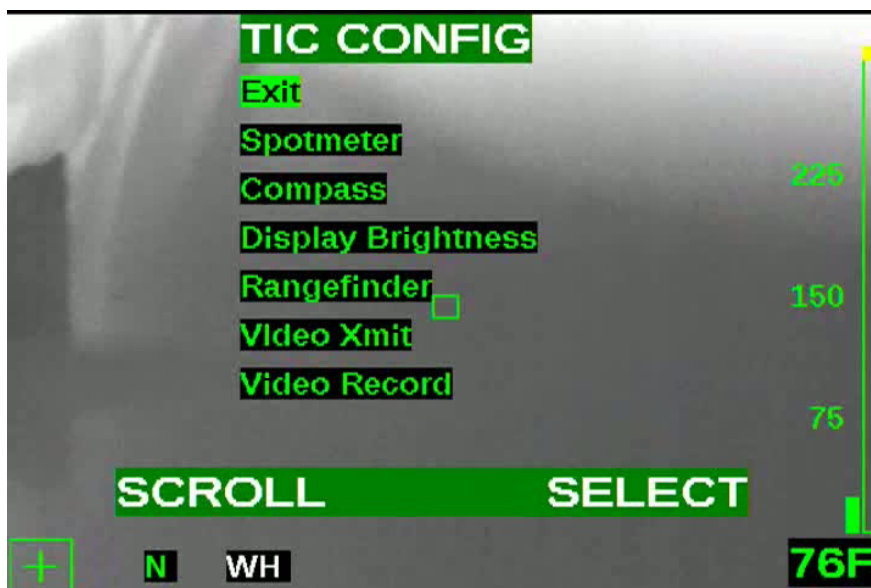 TIC CONFIG
Exit
Spotmeter
Compass
Display Brightness
225
Rangefinder
150
VIdeo Xmit
Video Record
75
SCROLL SELECT
N WH 76F